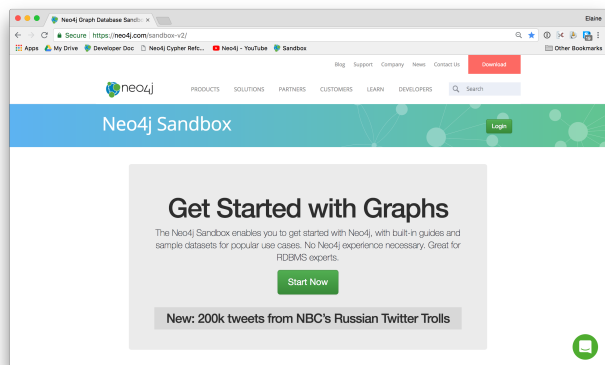 Neo4j Graph Database Sandbo
Elaine
Secure https://neo4j.com/sandbox-v2/
Apps My Drive Developer Doc Neo4j Cypher Refc... Neo4j - YouTube Sandbox Other Bookmarks
Blog Support Company News Contact Us Download
neo4j PRODUCTS SOLUTIONS PARTNERS CUSTOMERS LEARN DEVELOPERS Search
Neo4j Sandbox Login
Get Started with Graphs
The Neo4j Sandbox enables you to get started with Neo4j, with built-in guides and
sample datasets for popular use cases. No Neo4j experience necessary. Great for
RDBMS experts.
Start Now
New: 200k tweets from NBC's Russian Twitter Trolls